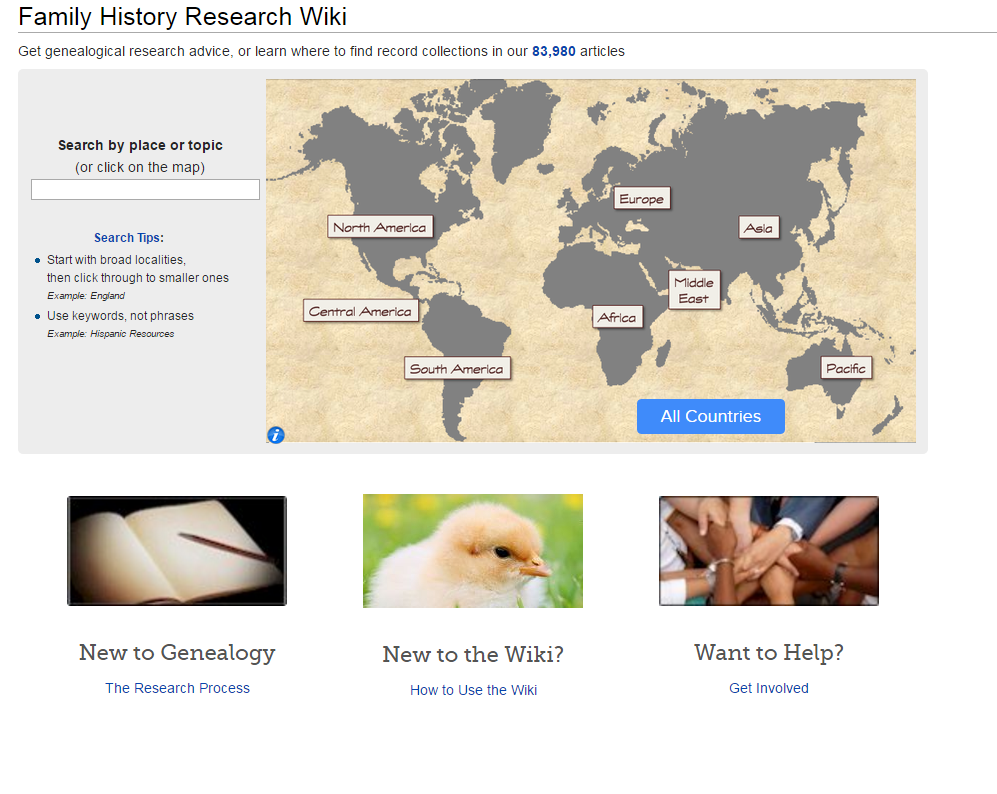 Family History Research Wiki
Get genealogical research advice, or learn where to find record collections in our 83,980 articles
Search by place or topic
(or click on the map)
Search Tips:
Start with broad localities,
then click through to smaller ones
Example: England
Use keywords, not phrases
Example: Hispanic Resources
North America
Europe
Asia
Middle
East
Central America
Africa
South America
Pacific
All Countries
i
New to Genealogy
New to the Wiki?
Want to Help?
The Research Process
How to Use the Wiki
Get Involved